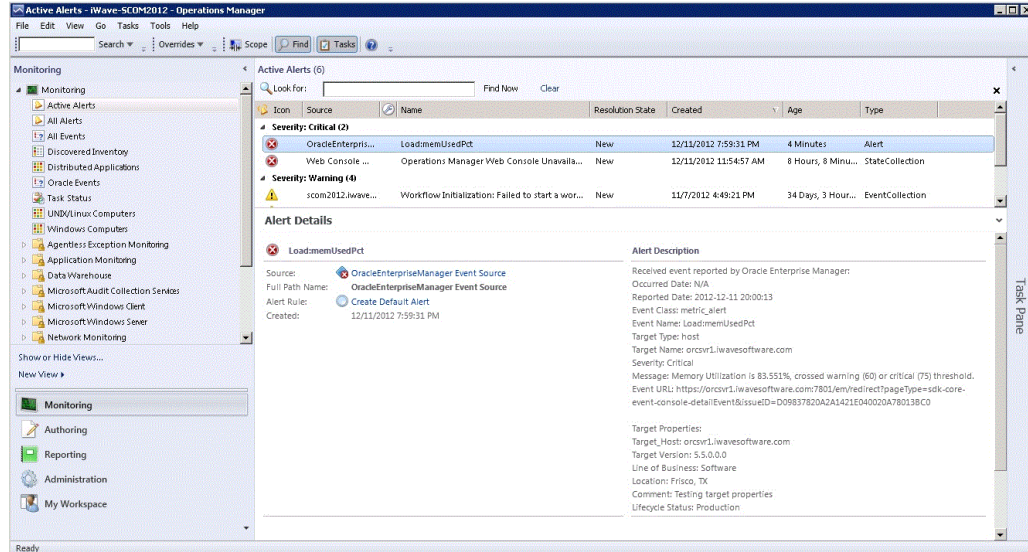 Active Alerts - iWave-SCOM2012 - Operations Manager
File Edit View Go Tasks Tools Help
Search Overrides Scope Find Tasks
Monitoring
Monitoring
Active Alerts
All Alerts
All Events
Discovered Inventory
Distributed Applications
Oracle Events
Task Status
UNIX/Linux Computers
Windows Computers
Agentless Exception Monitoring
Application Monitoring
Data Warehouse
Microsoft Audit Collection Services
Microsoft Windows Client
Microsoft Windows Server
Network Monitoring
Show or Hide Views...
New View
Monitoring
Authoring
Reporting
Administration
My Workspace
Active Alerts (6)
Look for: Find Now Clear
Icon Source Name Resolution State Created Age Type
Severity: Critical (2)
OracleEnterpris... Load:memUsedPct New 12/11/2012 7:59:31 PM 4 Minutes Alert
Web Console ... Operations Manager Web Console Unavaila... New 12/11/2012 11:54:57 AM 8 Hours, 8 Minu... StateCollection
Severity: Warning (4)
scom2012.iwave... Workflow Initialization: Failed to start a wor... New 11/7/2012 4:49:21 PM 34 Days, 3 Hour... EventCollection
Alert Details
Load:memUsedPct
Source: OracleEnterpriseManager Event Source
Full Path Name: OracleEnterpriseManager Event Source
Alert Rule: Create Default Alert
Created: 12/11/2012 7:59:31 PM
Alert Description
Received event reported by Oracle Enterprise Manager:
Occurred Date: N/A
Reported Date: 2012-12-11 20:00:13
Event Class: metric_alert
Event Name: Load:memUsedPct
Target Type: host
Target Name: orcsvr1.iwavesoftware.com
Severity: Critical
Message: Memory Utilization is 83.551%, crossed warning (60) or critical (75) threshold.
Event URL: https://orcsvr1.iwavesoftware.com:7801/em/redirect?pageType=sdk-core-
event-console-detailEvent&issueID=D09837820A2A1421E040020A78013BC0
Target Properties:
Target_Host: orcsvr1.iwavesoftware.com
Target Version: 5.5.0.0.0
Line of Business: Software
Location: Frisco, TX
Comment: Testing target properties
Lifecycle Status: Production
Task Pane
Ready